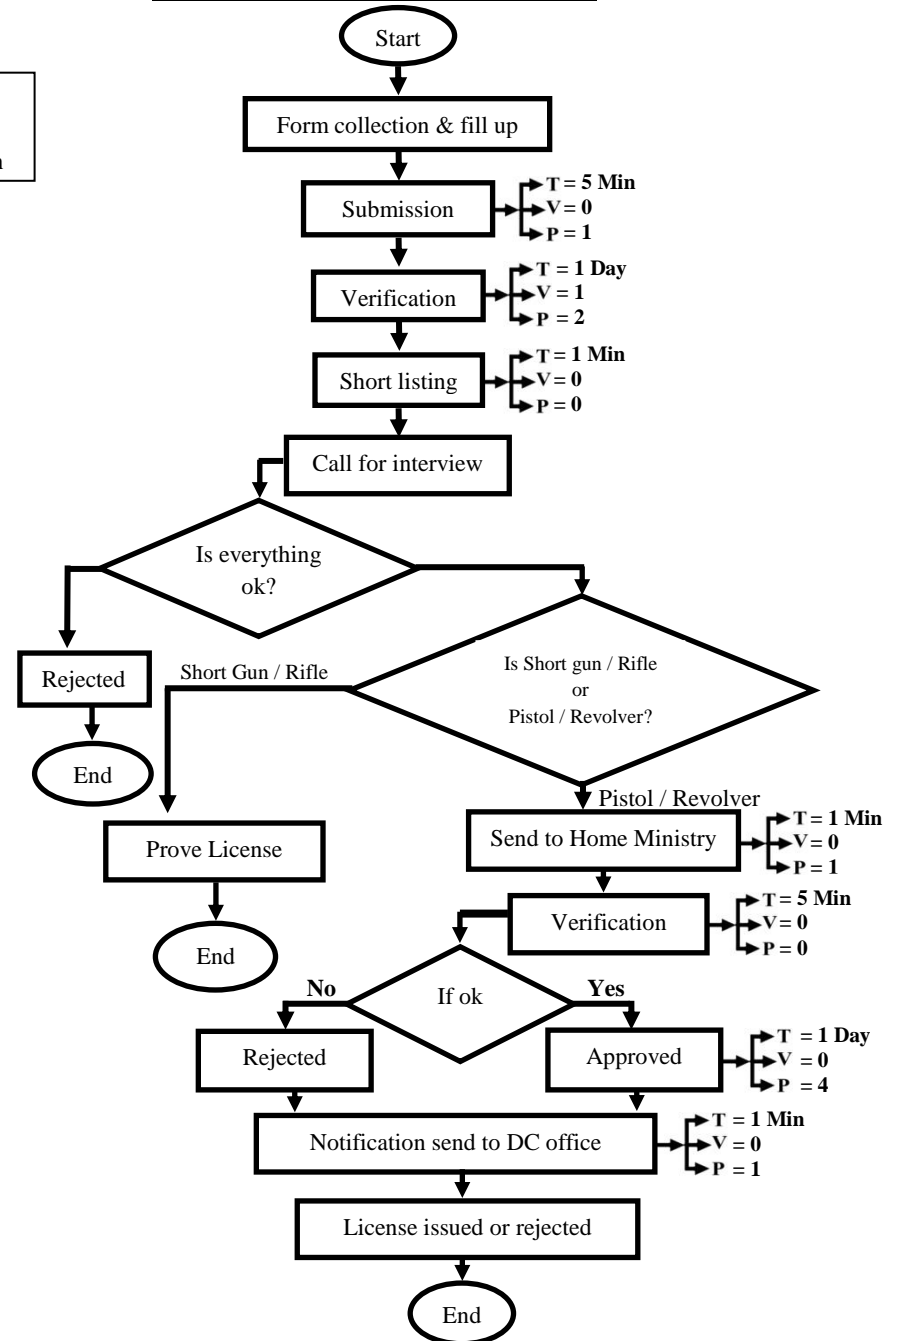 Start
Form collection & fill up
Submission
T = 5 Min
V = 0
P = 1
Verification
T = 1 Day
V = 1
P = 2
Short listing
T = 1 Min
V = 0
P = 0
Call for interview
Is everything
ok?
Rejected
End
Is Short gun / Rifle
or
Pistol / Revolver?
Short Gun / Rifle
Prove License
End
Pistol / Revolver
Send to Home Ministry
T = 1 Min
V = 0
P = 1
Verification
T = 5 Min
V = 0
P = 0
If ok
No
Yes
Rejected
Approved
T = 1 Day
V = 0
P = 4
Notification send to DC office
T = 1 Min
V = 0
P = 1
License issued or rejected
End